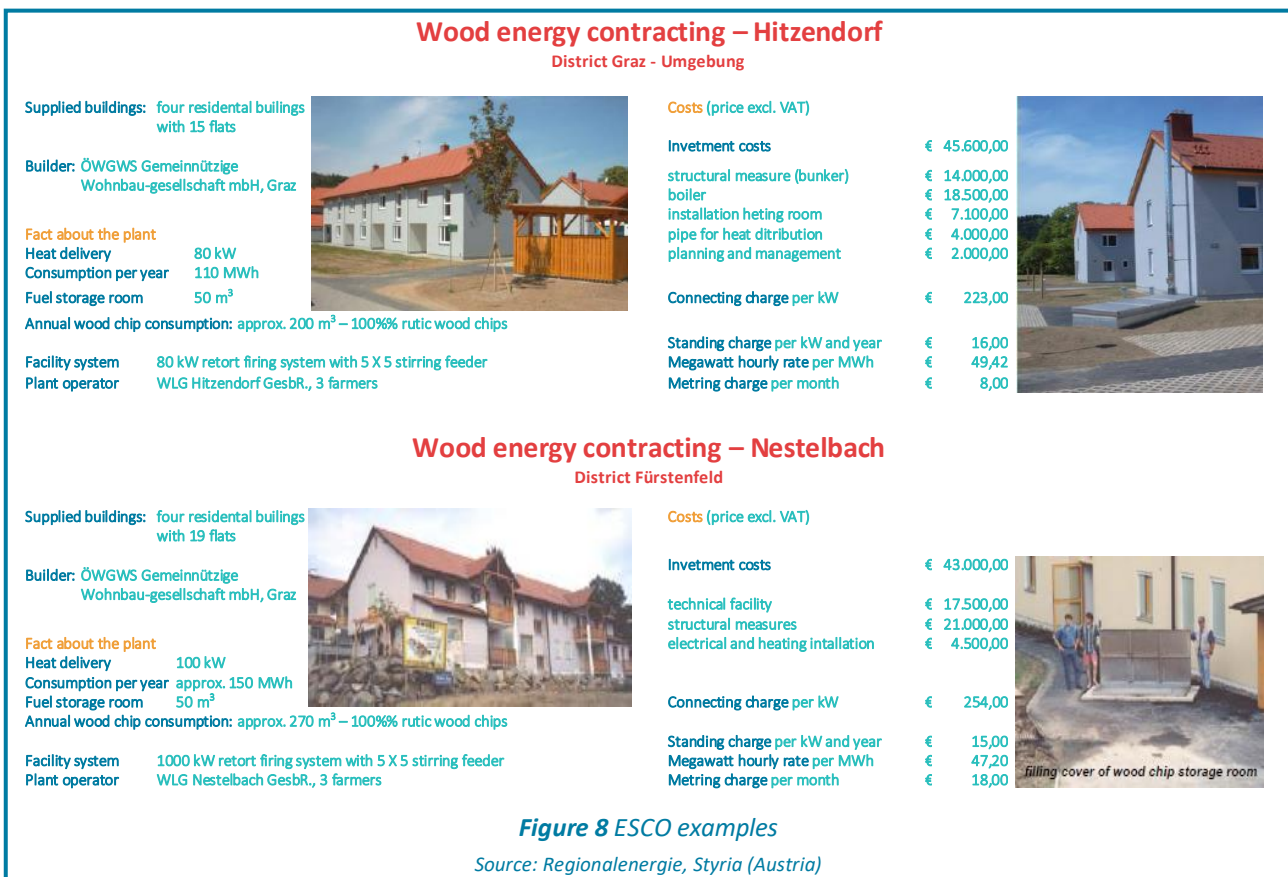 Wood energy contracting – Hitzendorf
District Graz - Umgebung
Supplied buildings: four residental builings
with 15 flats
Builder: ÖWGWS Gemeinnützige
Wohnbau-gesellschaft mbH, Graz
Fact about the plant
Heat delivery 80 kW
Consumption per year 110 MWh
Fuel storage room 50 m³
Annual wood chip consumption: approx. 200 m³ – 100%% rutic wood chips
Facility system 80 kW retort firing system with 5 X 5 stirring feeder
Plant operator WLG Hitzendorf GesbR., 3 farmers
Costs (price excl. VAT)
Invetment costs € 45.600,00
structural measure (bunker) € 14.000,00
boiler € 18.500,00
installation heting room € 7.100,00
pipe for heat ditribution € 4.000,00
planning and management € 2.000,00
Connecting charge per kW € 223,00
Standing charge per kW and year € 16,00
Megawatt hourly rate per MWh € 49,42
Metring charge per month € 8,00
Wood energy contracting – Nestelbach
District Fürstenfeld
Supplied buildings: four residental builings
with 19 flats
Builder: ÖWGWS Gemeinnützige
Wohnbau-gesellschaft mbH, Graz
Fact about the plant
Heat delivery 100 kW
Consumption per year approx. 150 MWh
Fuel storage room 50 m³
Annual wood chip consumption: approx. 270 m³ – 100%% rutic wood chips
Facility system 1000 kW retort firing system with 5 X 5 stirring feeder
Plant operator WLG Nestelbach GesbR., 3 farmers
Costs (price excl. VAT)
Invetment costs € 43.000,00
technical facility € 17.500,00
structural measures € 21.000,00
electrical and heating intallation € 4.500,00
Connecting charge per kW € 254,00
Standing charge per kW and year € 15,00
Megawatt hourly rate per MWh € 47,20
Metring charge per month € 18,00
filling cover of wood chip storage room
Figure 8 ESCO examples
Source: Regionalenergie, Styria (Austria)